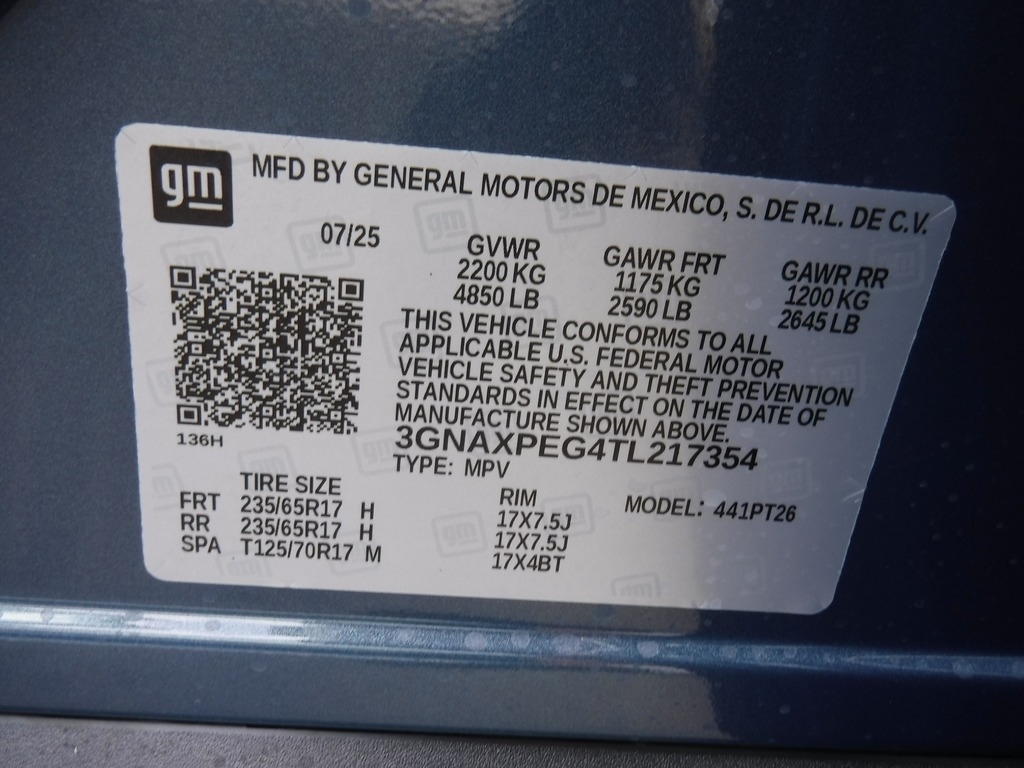 gm
MFD BY GENERAL MOTORS DE MEXICO, S. DE R.L. DE C.V.
07/25
GVWR
2200 KG
4850 LB
GAWR FRT
1175 KG
2590 LB
GAWR RR
1200 KG
2645 LB
THIS VEHICLE CONFORMS TO ALL
APPLICABLE U.S. FEDERAL MOTOR
VEHICLE SAFETY AND THEFT PREVENTION
STANDARDS IN EFFECT ON THE DATE OF
MANUFACTURE SHOWN ABOVE.
3GNAXPEG4TL217354
136H
TYPE: MPV
MODEL: 441PT26
TIRE SIZE RIM
FRT 235/65R17 H 17X7.5J
RR 235/65R17 H 17X7.5J
SPA T125/70R17 M 17X4BT